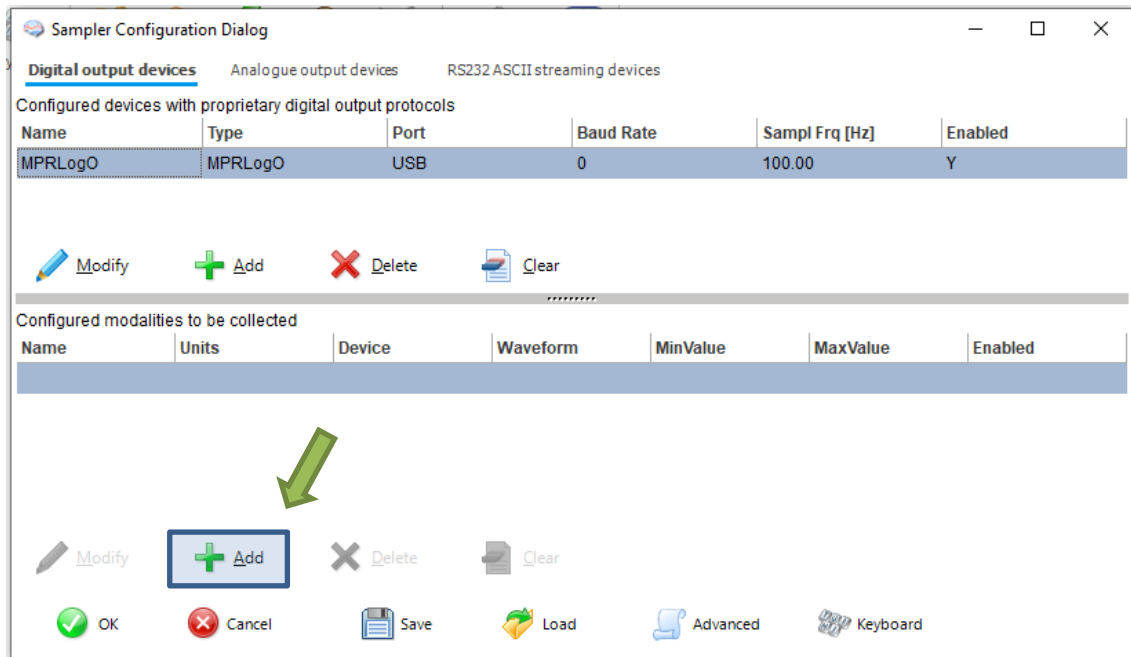 Sampler Configuration Dialog
Digital output devices Analogue output devices RS232 ASCII streaming devices
Configured devices with proprietary digital output protocols
Name Type Port Baud Rate Sampl Frq [Hz] Enabled
MPRLogO MPRLogO USB 0 100.00 Y
Modify Add Delete Clear
Configured modalities to be collected
Name Units Device Waveform MinValue MaxValue Enabled
Modify Add Delete Clear
OK Cancel Save Load Advanced Keyboard